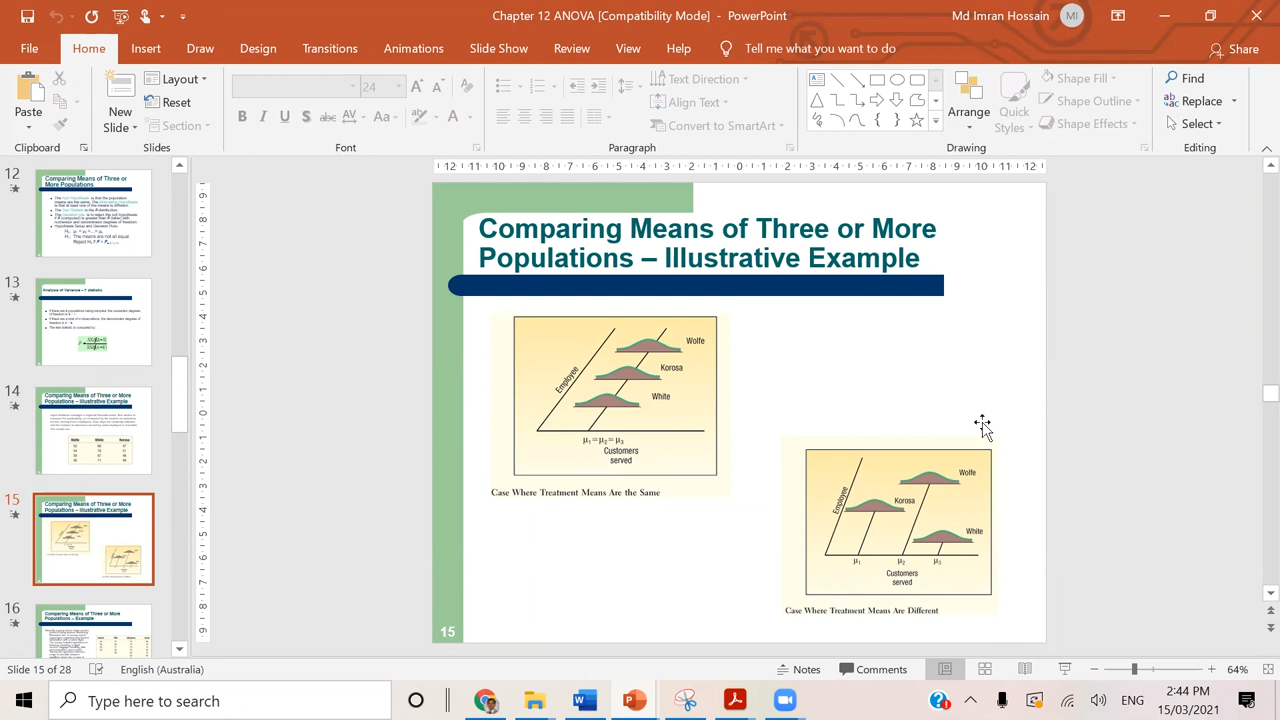 Chapter 12 ANOVA [Compatibility Mode] - PowerPoint
Md Imran Hossain
MI
File
Home
Insert
Draw
Design
Transitions
Animations
Slide Show
Review
View
Help
Tell me what you want to do
Share
Paste
Clipboard
New
Slide
Layout
Reset
Section
Slides
24
Font
Text Direction
Align Text
Convert to SmartArt
Paragraph
Arrange
Quick
Styles
Shape Fill
Shape Outline
Shape Effects
Drawing
Find
Replace
Select
Editing
12
Comparing Means of Three or
More Populations
13
Analysis of Variance – F statistic
14
Comparing Means of Three or More
Populations – Illustrative Example
15
Comparing Means of Three or More
Populations – Illustrative Example
16
Comparing Means of Three or More
Populations – Example
Comparing Means of Three or More
Populations – Illustrative Example
Employee
Wolfe
Korosa
White
μ₁=μ₂=μ₃
Customers
served
Case Where Treatment Means Are the Same
Employee
Wolfe
Korosa
White
μ₁ μ₂ μ₃
Customers
served
Case Where Treatment Means Are Different
15
Slide 15 of 28
English (Australia)
Notes
Comments
64%
Type here to search
ENG
2:44 PM
15/03/2021